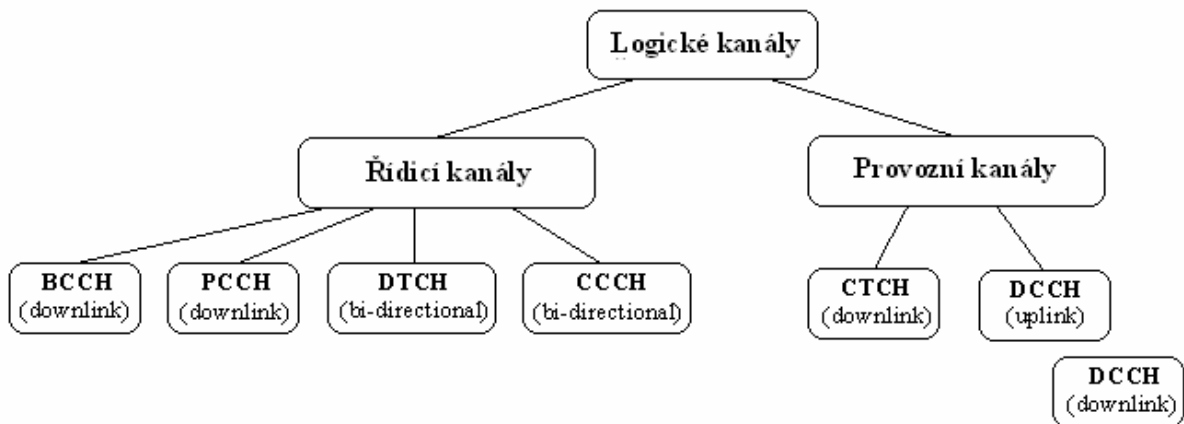 Logické kanály
Řídicí kanály
Provozní kanály
BCCH
(downlink)
PCCH
(downlink)
DTCH
(bi-directional)
CCCH
(bi-directional)
CTCH
(downlink)
DCCH
(uplink)
DCCH
(downlink)